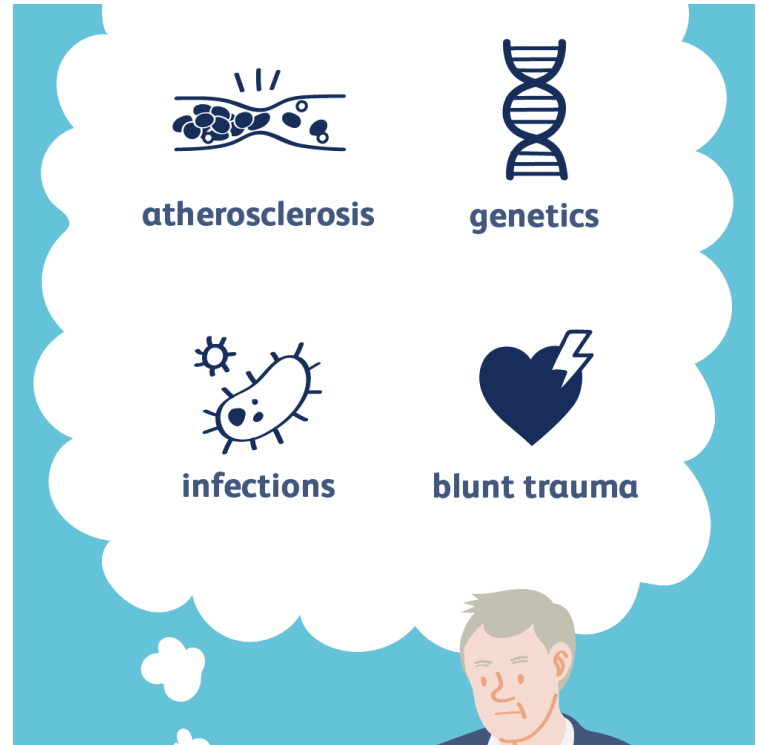 atherosclerosis
genetics
infections
blunt trauma